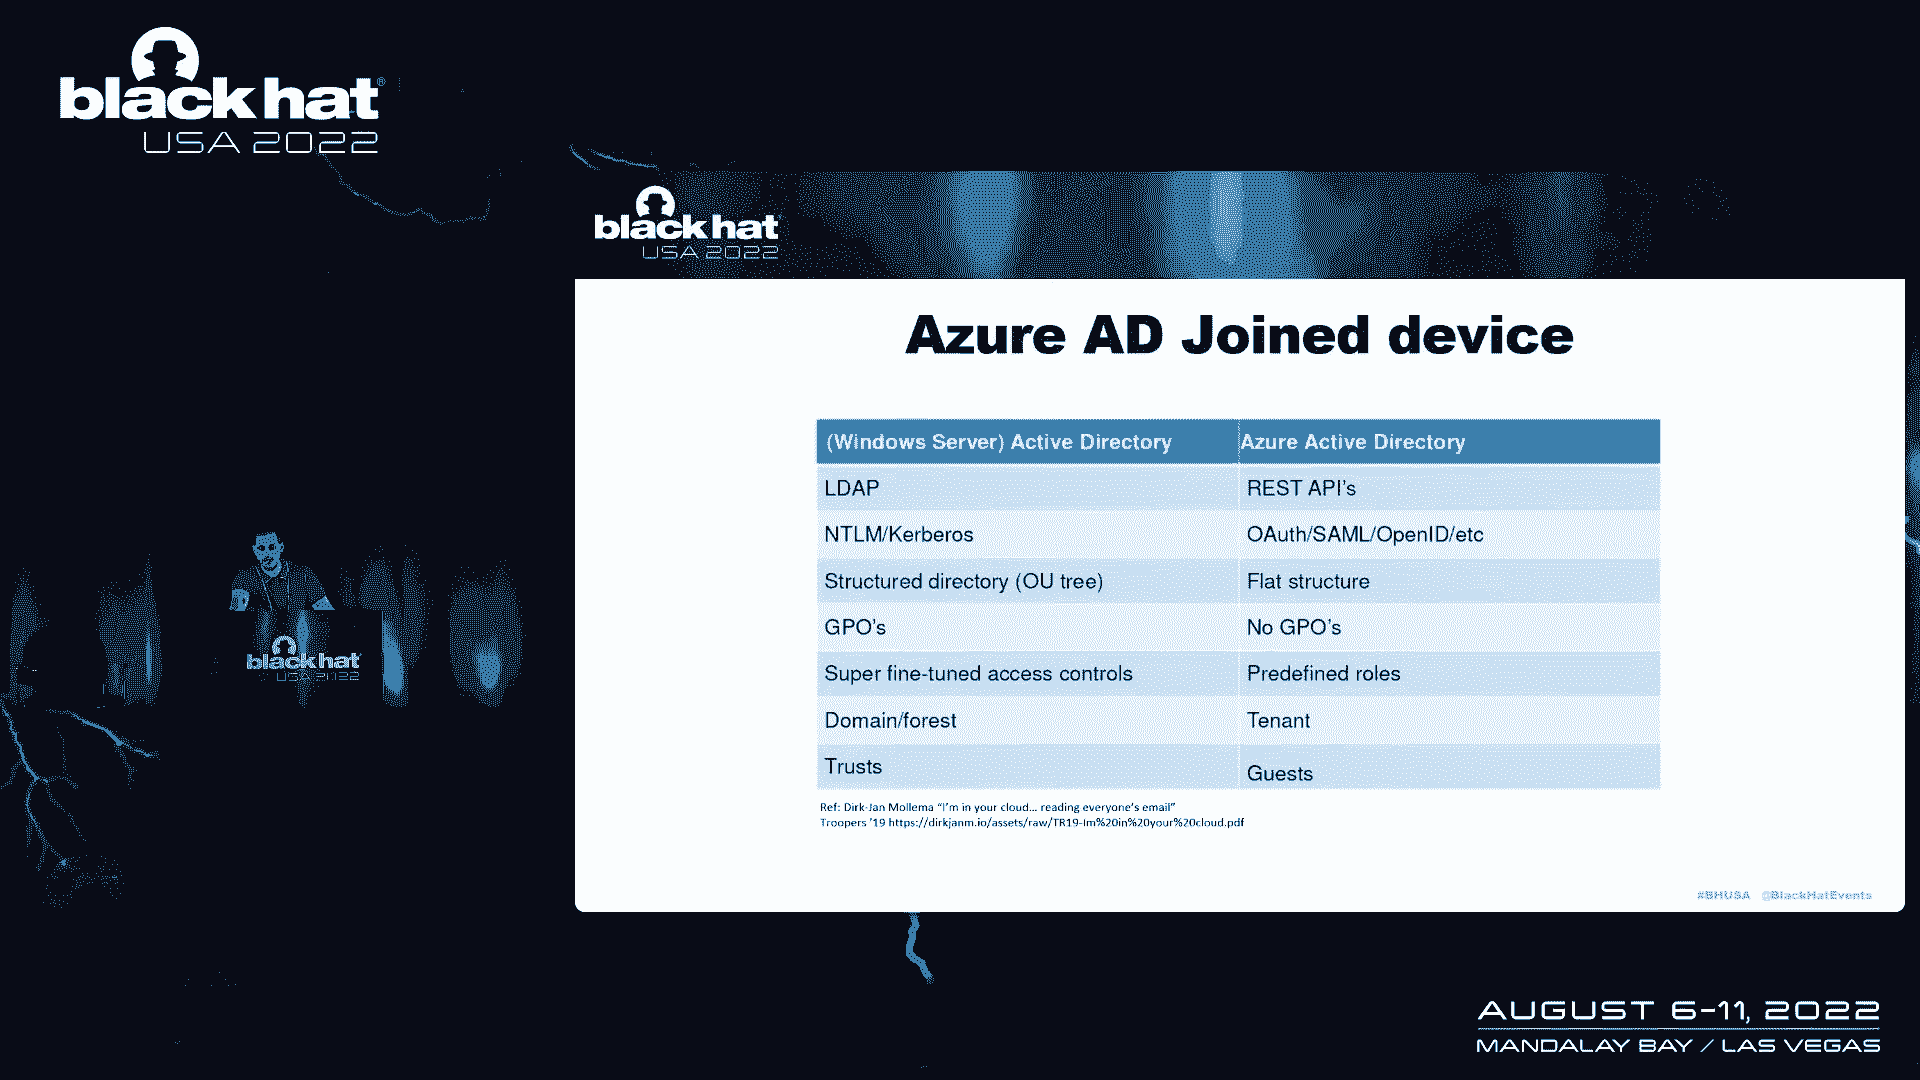 black hat®
USA 2022
black hat
USA 2022
Azure AD Joined device
(Windows Server) Active Directory Azure Active Directory
LDAP REST API's
NTLM/Kerberos OAuth/SAML/OpenID/etc
Structured directory (OU tree) Flat structure
GPO's No GPO's
Super fine-tuned access controls Predefined roles
Domain/forest Tenant
Trusts Guests
Ref: Dirk-Jan Mollema “I’m in your cloud... reading everyone’s email”
Troopers ’19 https://dirkjanm.io/assets/raw/TR19-Im%20in%20your%20cloud.pdf
#BHUSA @BlackHatEvents
black hat
USA 2022
AUGUST 6-11, 2022
MANDALAY BAY / LAS VEGAS